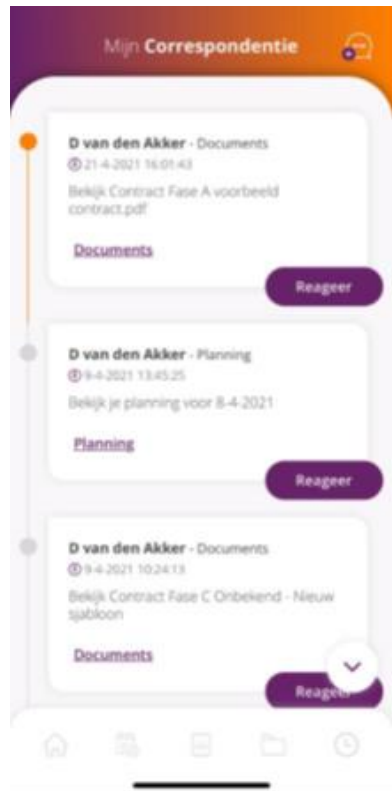 Mijn Correspondentie
D van den Akker - Documents
21-4-2021 16:01:43
Bekijk Contract Fase A voorbeeld
contract.pdf
Documents
Reageer
D van den Akker - Planning
9-4-2021 13:45:25
Bekijk je planning voor 8-4-2021
Planning
Reageer
D van den Akker - Documents
9-4-2021 10:24:13
Bekijk Contract Fase C Onbekend - Nieuw
sjabloon
Documents
Reageer